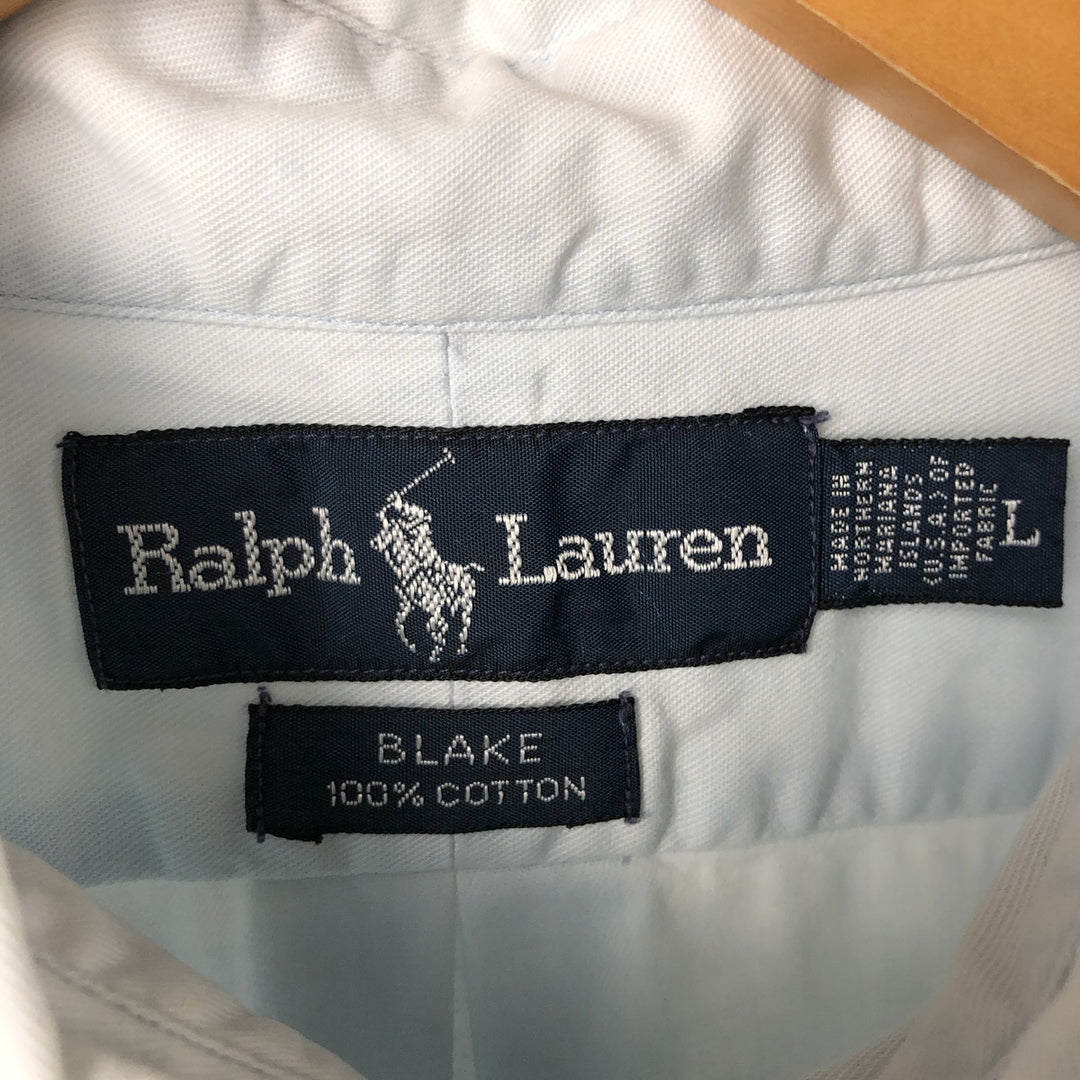 Ralph Lauren
MADE IN
NORTHERN
MARIANA
ISLANDS
(U.S.A.) OF
IMPORTED
FABRIC
L
BLAKE
100% COTTON